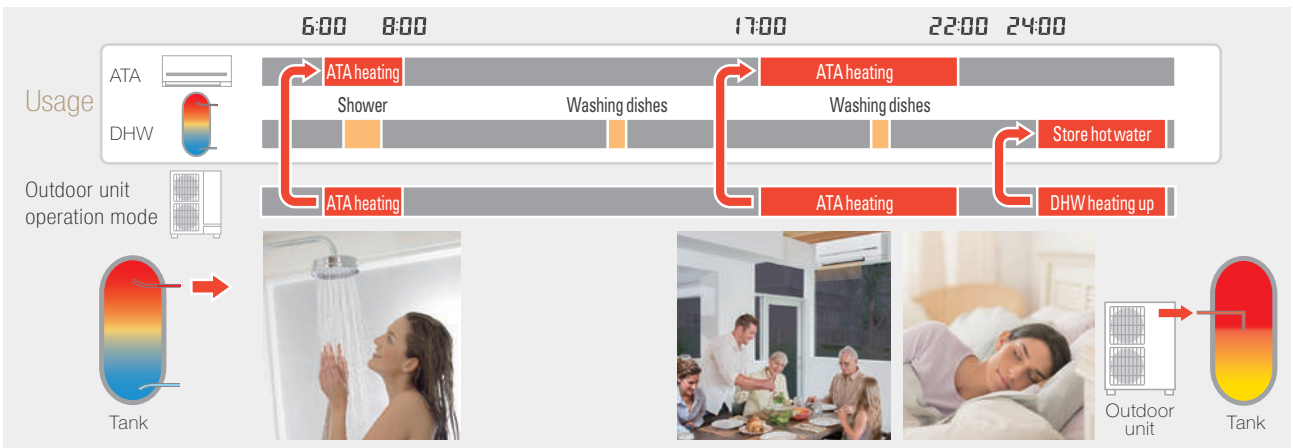 6:00 8:00 17:00 22:00 24:00
Usage
ATA
ATA heating ATA heating
Shower Washing dishes Washing dishes
DHW
Store hot water
Outdoor unit
operation mode
ATA heating ATA heating DHW heating up
Tank
Outdoor
unit
Tank